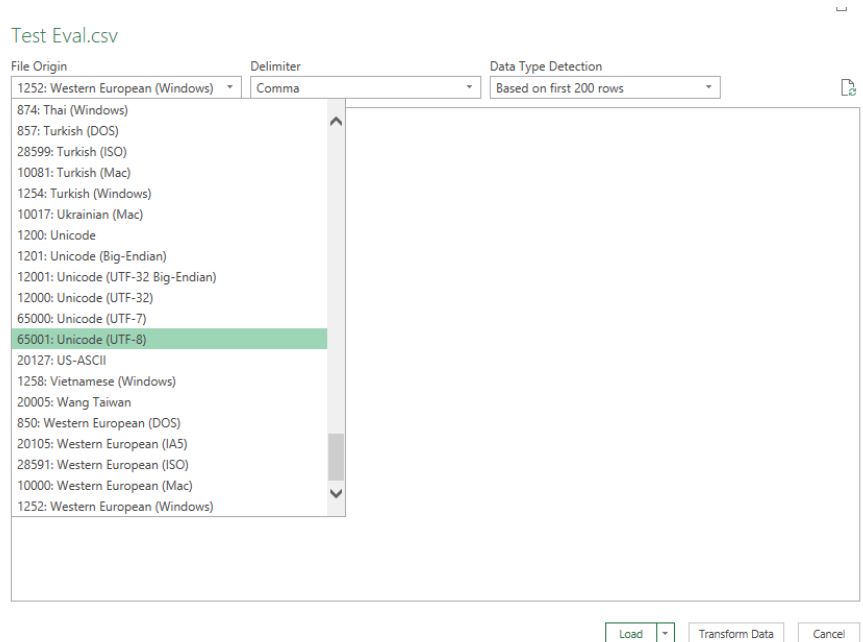 Test Eval.csv
File Origin
Delimiter
Data Type Detection
1252: Western European (Windows)
Comma
Based on first 200 rows
874: Thai (Windows)
857: Turkish (DOS)
28599: Turkish (ISO)
10081: Turkish (Mac)
1254: Turkish (Windows)
10017: Ukrainian (Mac)
1200: Unicode
1201: Unicode (Big-Endian)
12001: Unicode (UTF-32 Big-Endian)
12000: Unicode (UTF-32)
65000: Unicode (UTF-7)
65001: Unicode (UTF-8)
20127: US-ASCII
1258: Vietnamese (Windows)
20005: Wang Taiwan
850: Western European (DOS)
20105: Western European (IA5)
28591: Western European (ISO)
10000: Western European (Mac)
1252: Western European (Windows)
Load
Transform Data
Cancel